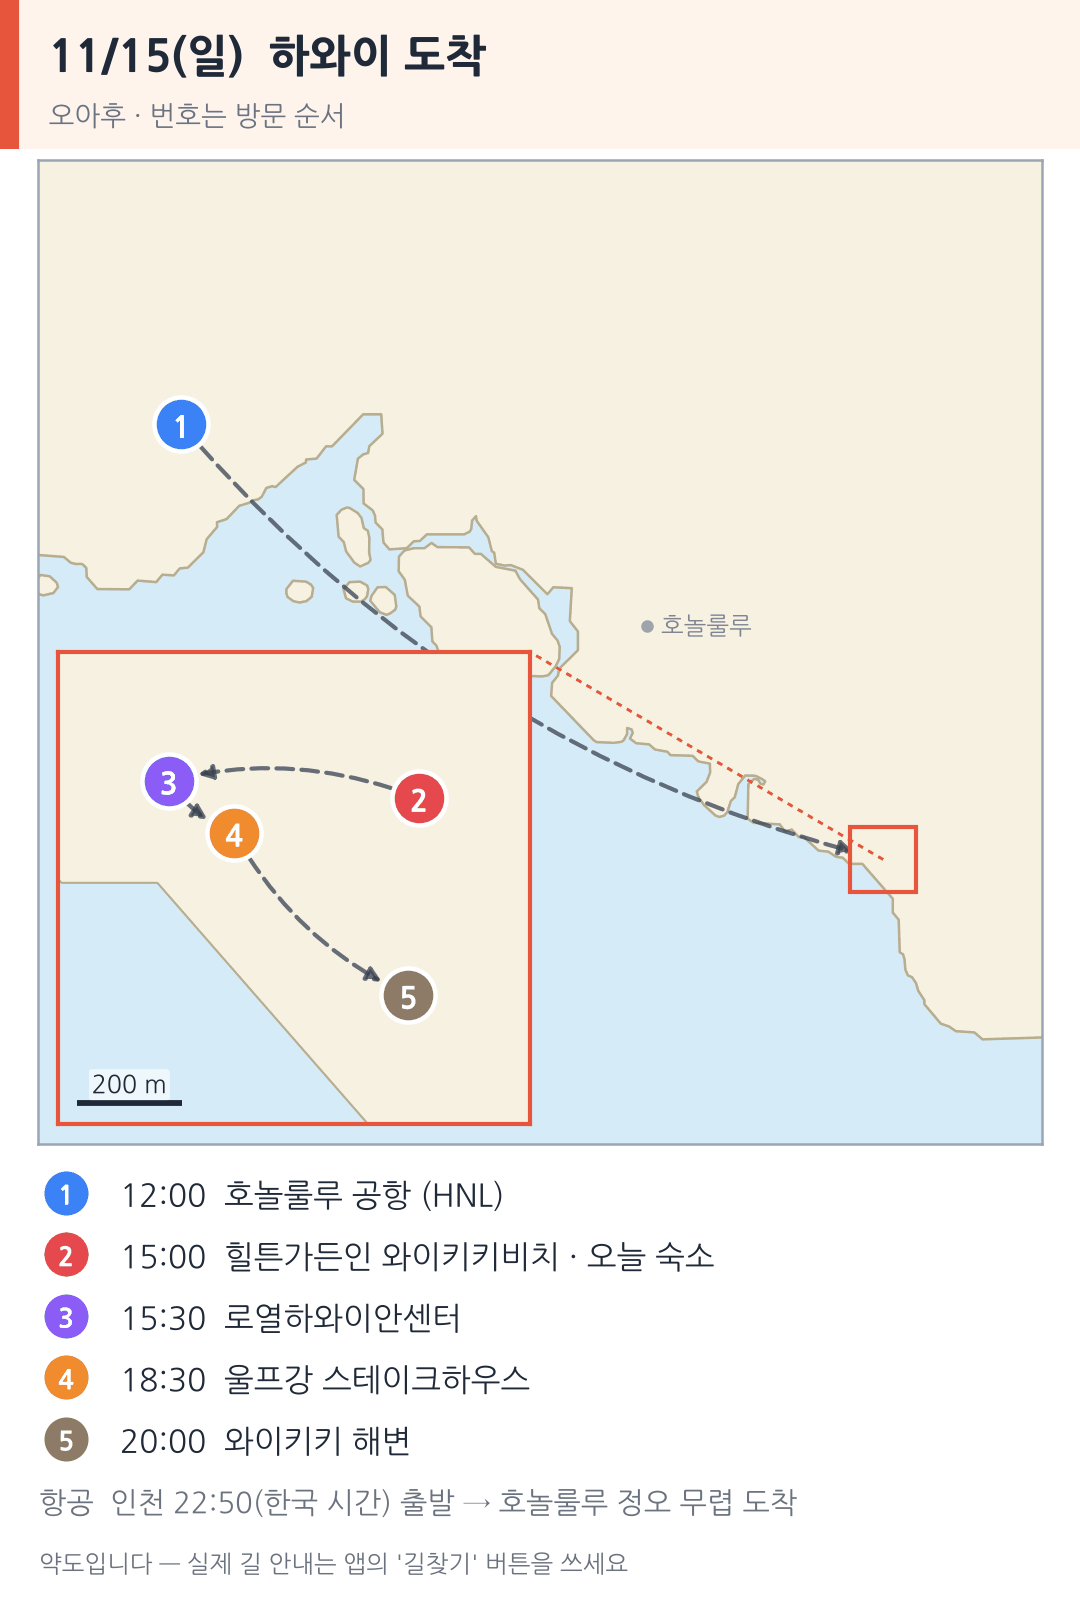 11/15(일) 하와이 도착
오아후 · 번호는 방문 순서
1
호놀룰루
3
2
4
5
200 m
1 12:00 호놀룰루 공항 (HNL)
2 15:00 힐튼가든인 와이키키비치 · 오늘 숙소
3 15:30 로열하와이안센터
4 18:30 울프강 스테이크하우스
5 20:00 와이키키 해변
항공 인천 22:50(한국 시간) 출발 → 호놀룰루 정오 무렵 도착
약도입니다 — 실제 길 안내는 앱의 '길찾기' 버튼을 쓰세요